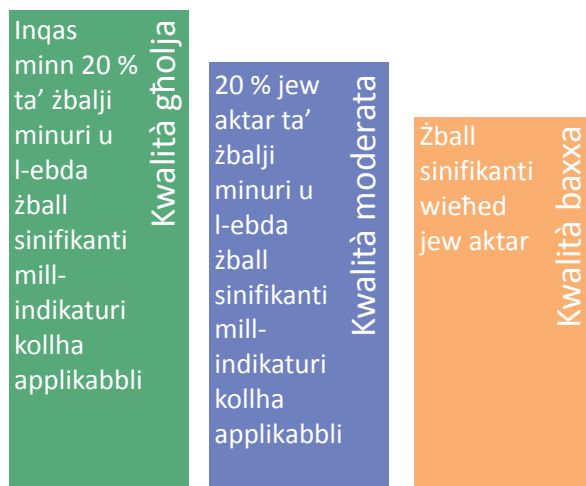 Inqas
minn 20 %
ta’ żbalji
minuri u
l-ebda
żball
sinifikanti
mill-
indikaturi
kollha
applikabbli
Kwalità għolja
20 % jew
aktar ta’
żbalji
minuri u
l-ebda
żball
sinifikanti
mill-
indikaturi
kollha
applikabbli
Kwalità moderata
Żball
sinifikanti
wieħed
jew aktar
Kwalità baxxa